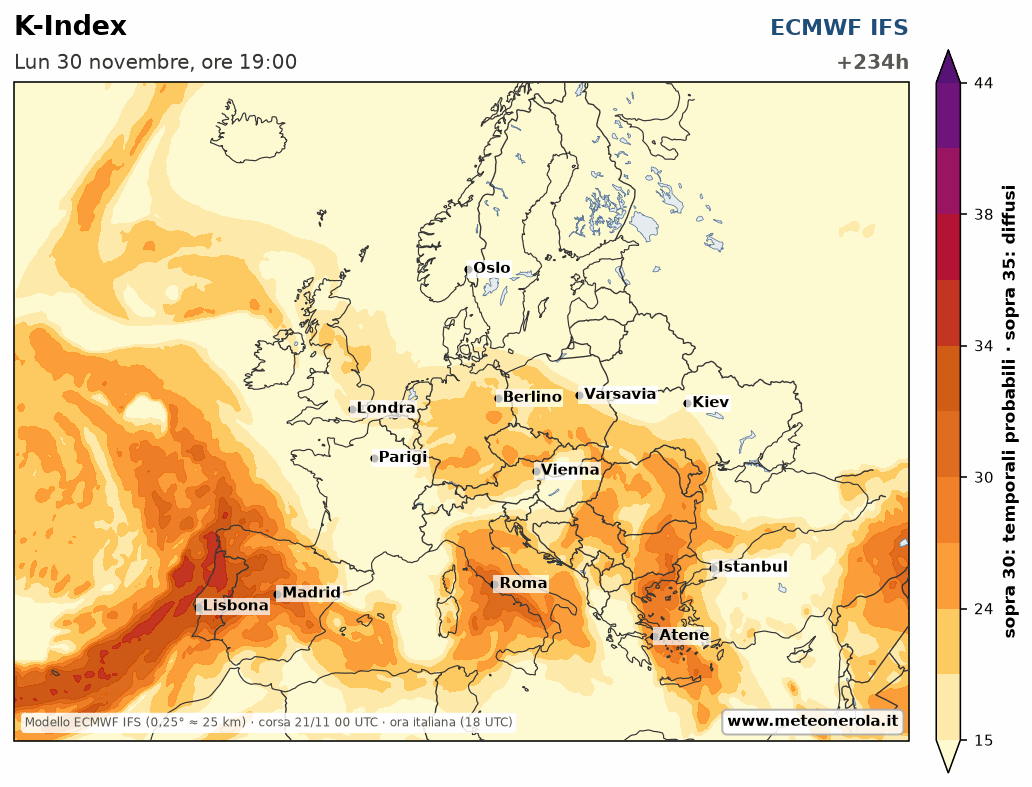 K-Index
ECMWF IFS
Lun 30 novembre, ore 19:00
+234h
44
38
34
30
24
15
sopra 30: temporali probabili · sopra 35: diffusi
Oslo
Berlino
Varsavia
Kiev
Londra
Parigi
Vienna
Istanbul
Roma
Madrid
Lisbona
Atene
Modello ECMWF IFS (0,25° ≈ 25 km) · corsa 21/11 00 UTC · ora italiana (18 UTC)
www.meteonerola.it